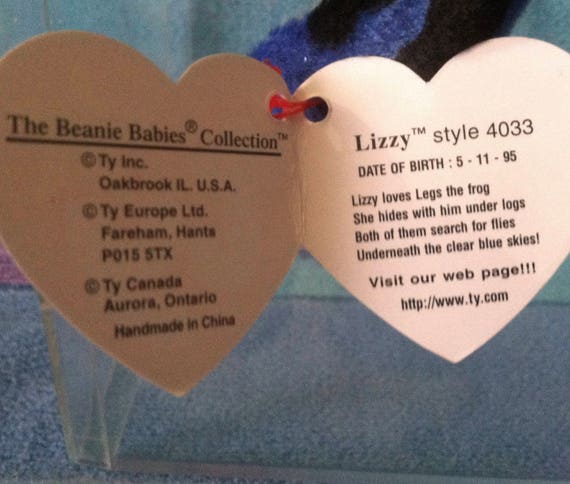 The Beanie Babies® Collection™
©Ty Inc.
Oakbrook IL. U.S.A.
©Ty Europe Ltd.
Fareham, Hants
P015 5TX
©Ty Canada
Aurora, Ontario
Handmade in China
Lizzy™ style 4033
DATE OF BIRTH : 5 - 11 - 95
Lizzy loves Legs the frog
She hides with him under logs
Both of them search for flies
Underneath the clear blue skies!
Visit our web page!!!
http://www.ty.com